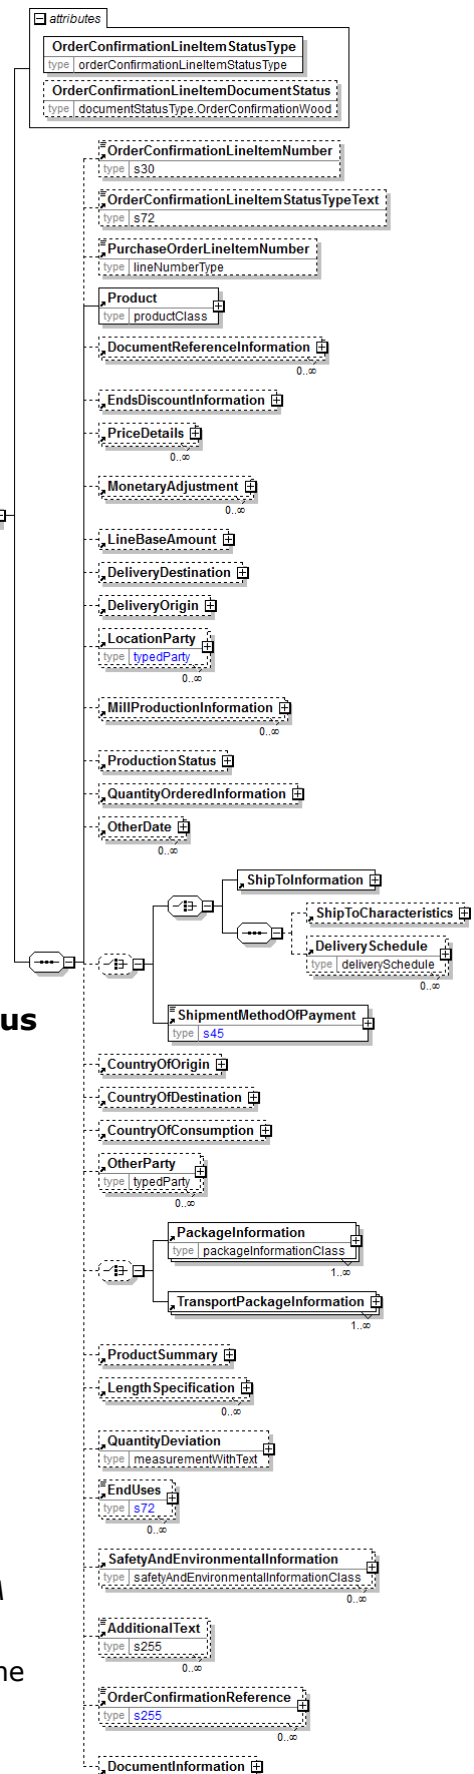 attributes
OrderConfirmationLineItemStatusType
type orderConfirmationLineItemStatusType
OrderConfirmationLineItemDocumentStatus
type documentStatusType.OrderConfirmationWood
OrderConfirmationLineItemNumber
type s30
OrderConfirmationLineItemStatusTypeText
type s72
PurchaseOrderLineItemNumber
type lineNumberType
Product
type productClass
DocumentReferenceInformation
0..∞
EndsDiscountInformation
PriceDetails
0..∞
MonetaryAdjustment
0..∞
LineBaseAmount
DeliveryDestination
DeliveryOrigin
LocationParty
type typedParty
0..∞
MillProductionInformation
0..∞
ProductionStatus
QuantityOrderedInformation
OtherDate
0..∞
ShipToInformation
ShipToCharacteristics
DeliverySchedule
type deliverySchedule
0..∞
us
ShipmentMethodOfPayment
type s45
CountryOfOrigin
CountryOfDestination
CountryOfConsumption
OtherParty
type typedParty
0..∞
PackageInformation
type packageInformationClass
1..∞
TransportPackageInformation
1..∞
ProductSummary
LengthSpecification
0..∞
QuantityDeviation
type measurementWithText
EndUses
type s72
0..∞
SafetyAndEnvironmentalInformation
type safetyAndEnvironmentalInformationClass
0..∞
AdditionalText
type s255
0..∞
ne
OrderConfirmationReference
type s255
0..∞
DocumentInformation